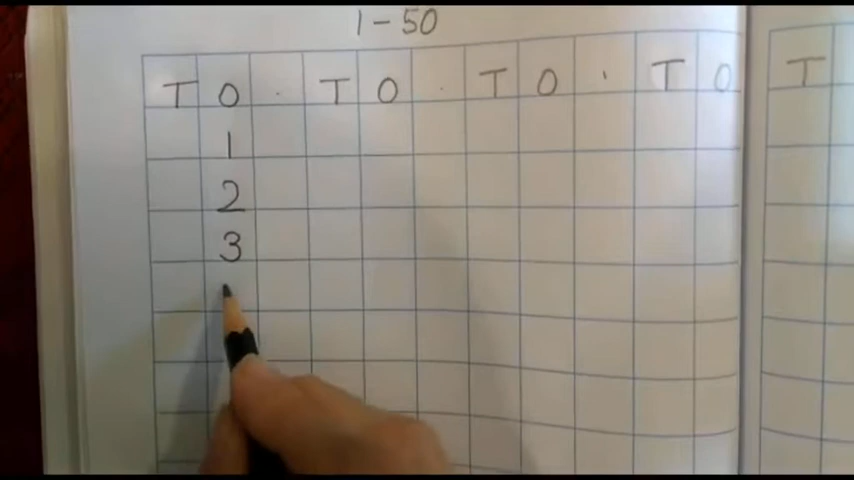 1-50
T O . T O . T O . T O T
1
2
3